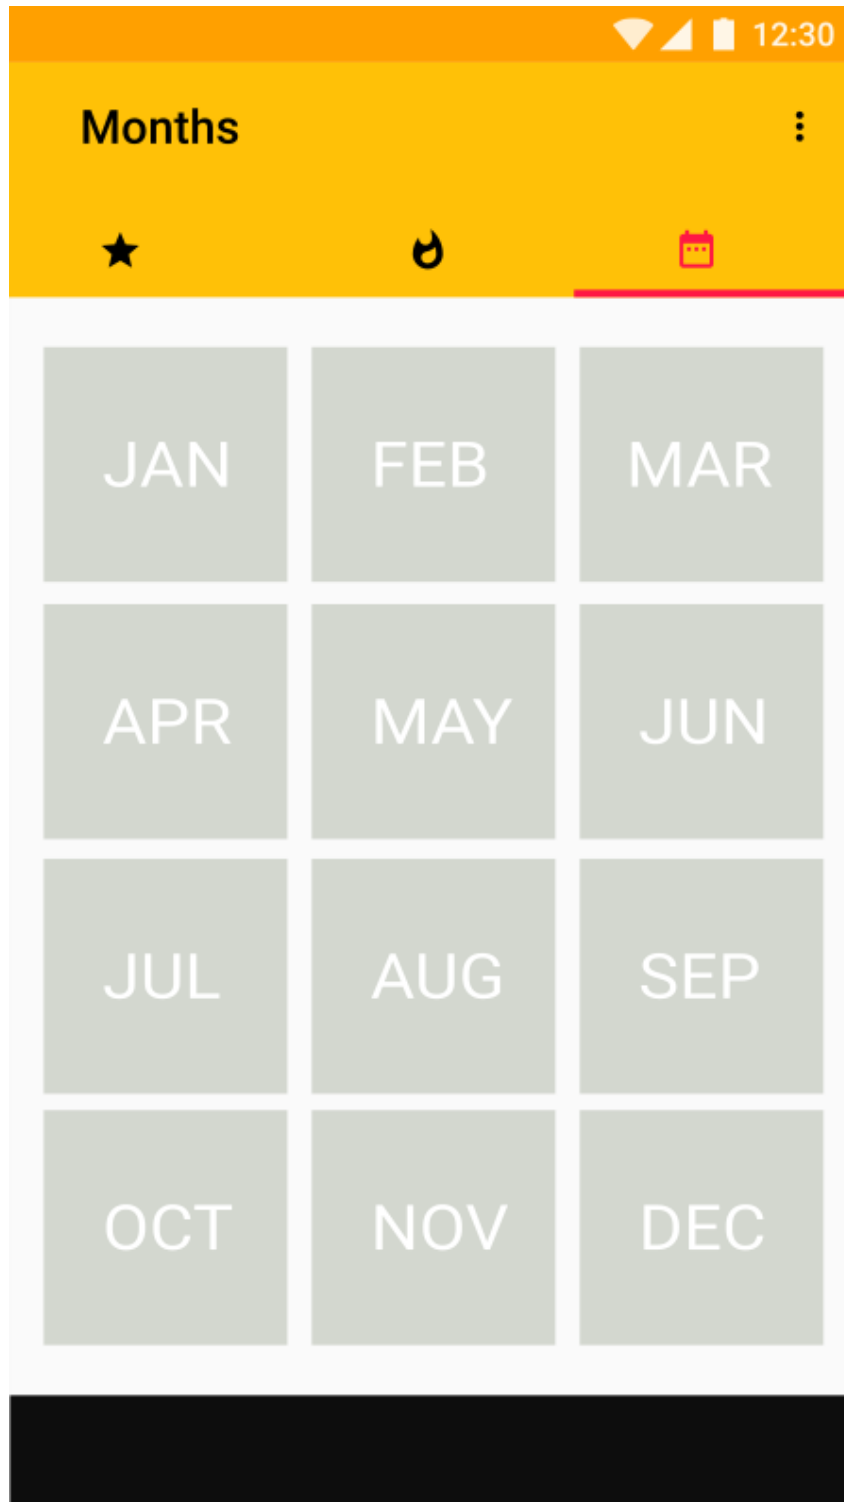 12:30
Months
JAN FEB MAR
APR MAY JUN
JUL AUG SEP
OCT NOV DEC